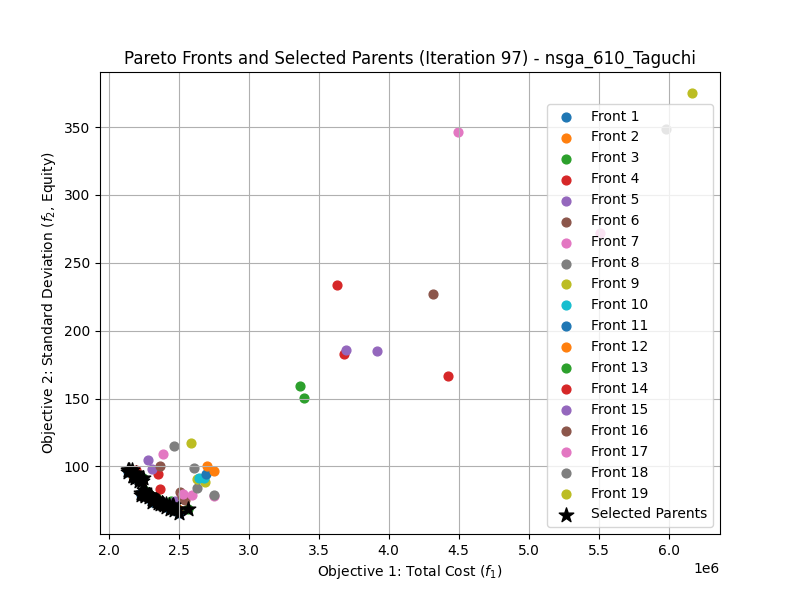 Pareto Fronts and Selected Parents (Iteration 97) - nsga_610_Taguchi
Objective 2: Standard Deviation (f₂, Equity)
350
300
250
200
150
100
2.0 2.5 3.0 3.5 4.0 4.5 5.0 5.5 6.0
1e6
Objective 1: Total Cost (f₁)
Front 1
Front 2
Front 3
Front 4
Front 5
Front 6
Front 7
Front 8
Front 9
Front 10
Front 11
Front 12
Front 13
Front 14
Front 15
Front 16
Front 17
Front 18
Front 19
Selected Parents